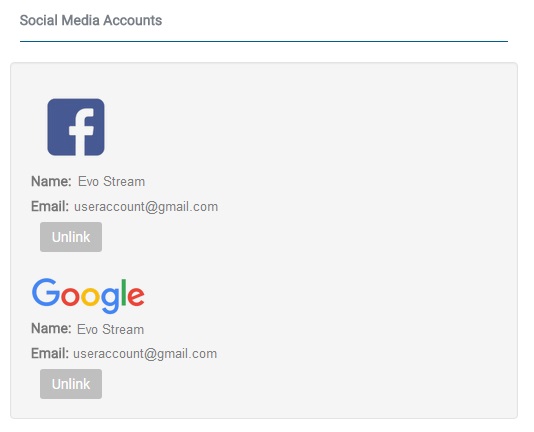 Social Media Accounts
f
Name: Evo Stream
Email: useraccount@gmail.com
Unlink
Google
Name: Evo Stream
Email: useraccount@gmail.com
Unlink